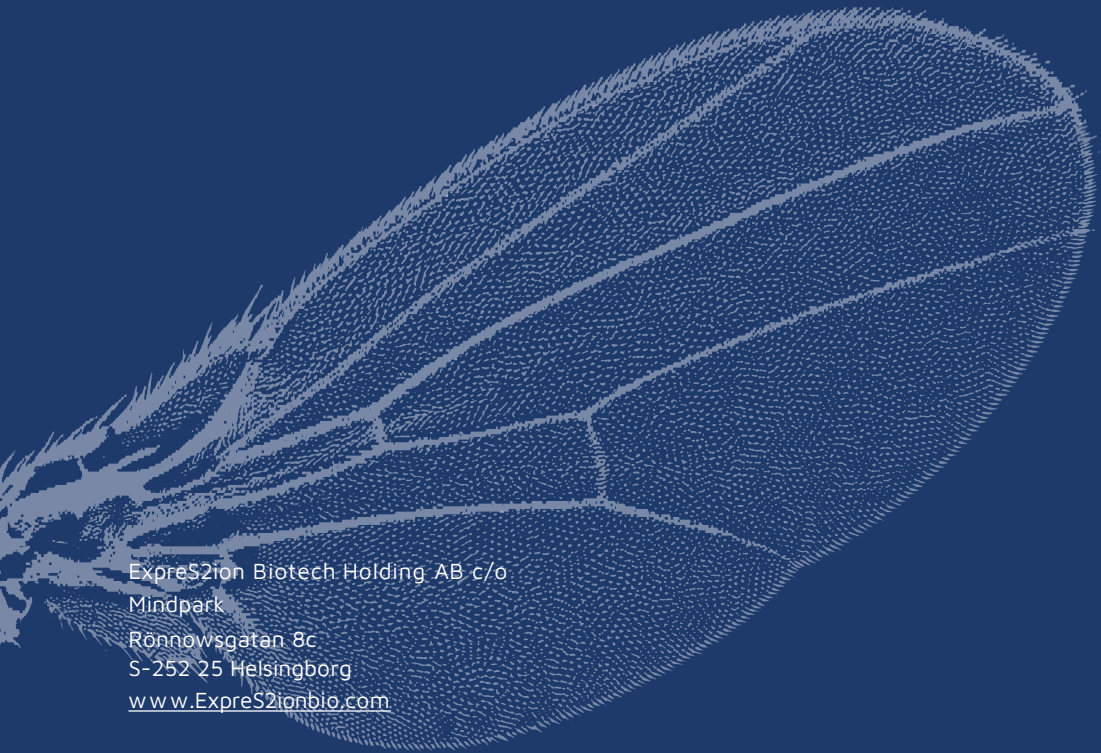 ExpreS2ion Biotech Holding AB c/o
Mindpark
Rönnowsgatan 8c
S-252 25 Helsingborg
www.ExpreS2ionbio.com